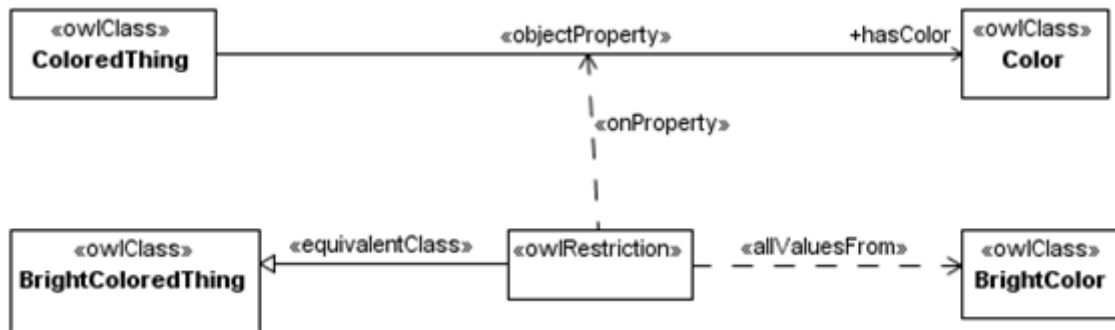 «owlClass»
ColoredThing
«objectProperty»
+hasColor
«owlClass»
Color
«onProperty»
«owlClass»
BrightColoredThing
«equivalentClass»
«owlRestriction»
«allValuesFrom»
«owlClass»
BrightColor